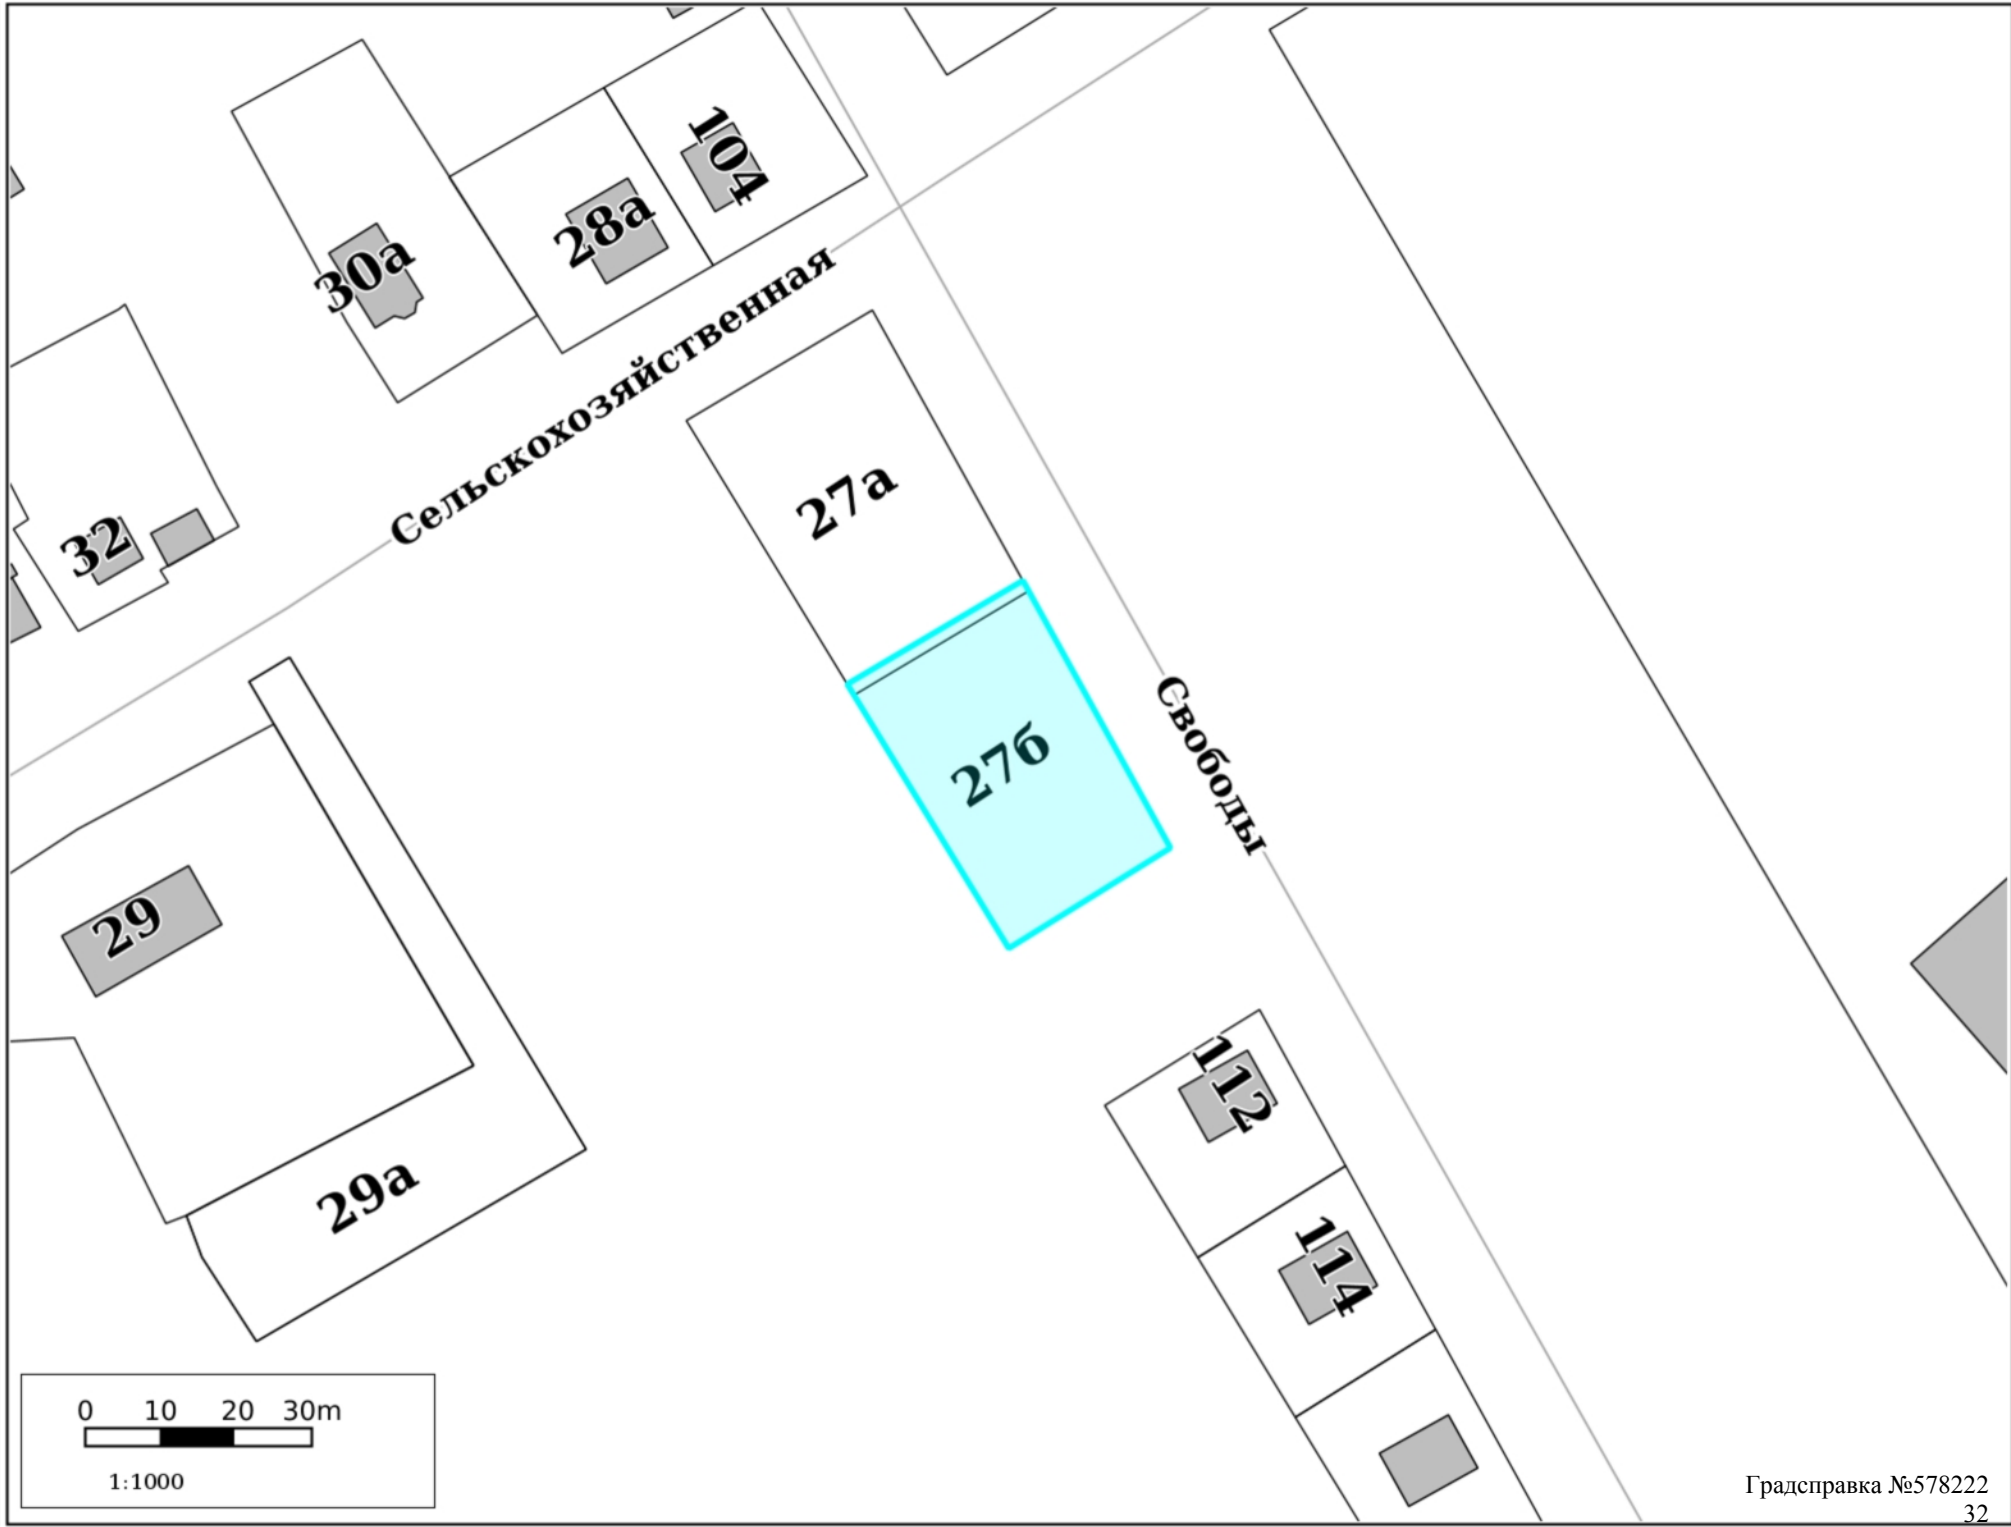 104
28а
30а
Сельскохозяйственная
27а
32
27б
Свободы
29
112
29а
114
0 10 20 30m
1:1000
Градсправка №578222
32